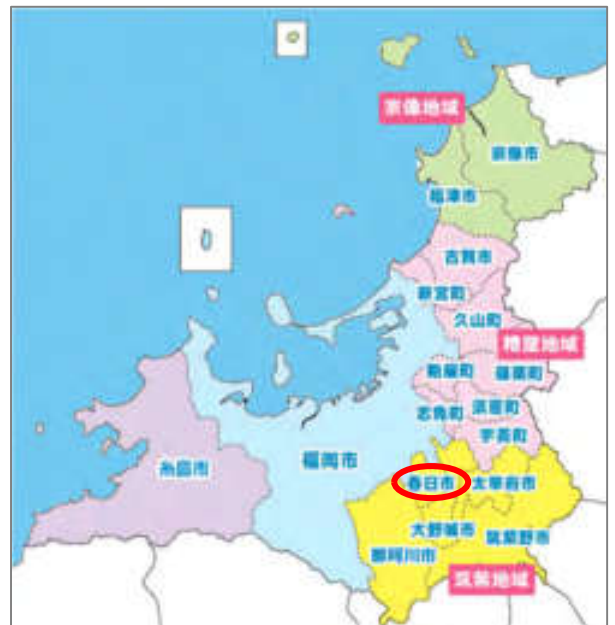 宗像地域
宗像市
福津市
古賀市
新宮町
久山町
糟屋地域
粕屋町
篠栗町
志免町
須恵町
宇美町
糸島市
福岡市
春日市
太宰府市
大野城市
筑紫野市
那珂川市
筑紫地域